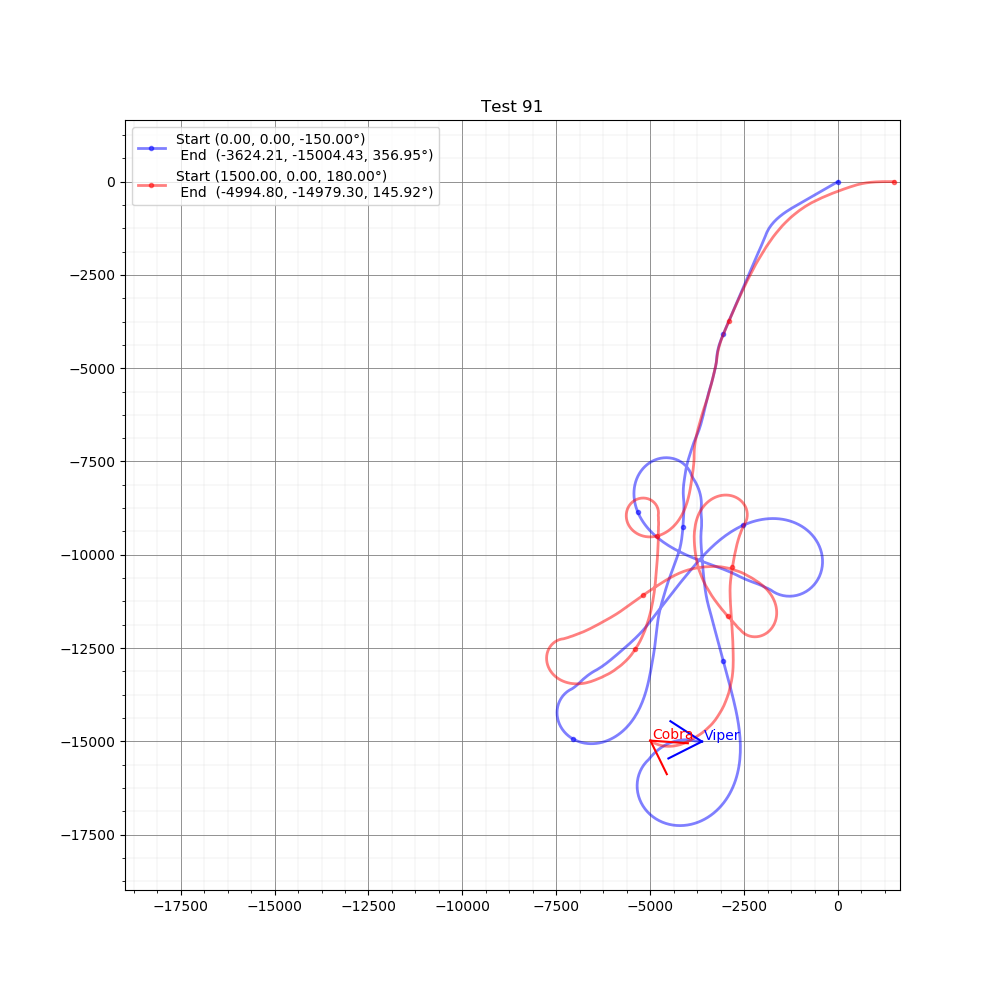 Test 91
Start (0.00, 0.00, -150.00°)
End (-3624.21, -15004.43, 356.95°)
Start (1500.00, 0.00, 180.00°)
End (-4994.80, -14979.30, 145.92°)
0
−2500
−5000
−7500
−10000
−12500
−15000
−17500
Cobra
Viper
−17500 −15000 −12500 −10000 −7500 −5000 −2500 0